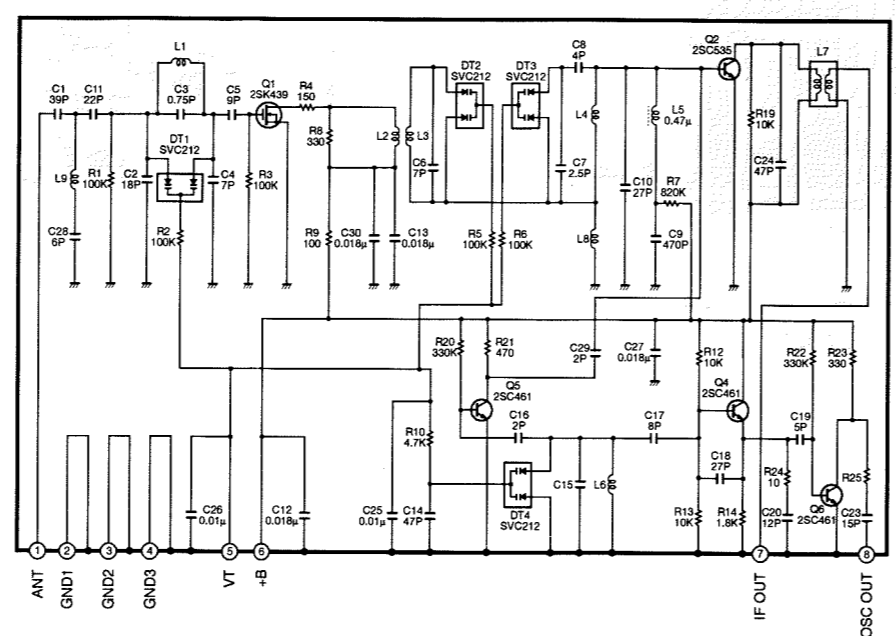 L1
C1
39P
C11
22P
C3
0.75P
C5
9P
Q1
2SK439
R4
150
DT2
SVC212
DT3
SVC212
C8
4P
Q2
2SC535
L7
DT1
SVC212
R8
330
L2
L3
L4
L5
0.47μ
R19
10K
L9
R1
100K
C2
18P
C4
7P
R3
100K
C6
7P
C7
2.5P
C10
27P
R7
820K
C24
47P
C28
6P
R2
100K
R9
100
C30
0.018μ
C13
0.018μ
R5
100K
R6
100K
L8
C9
470P
R20
330K
R21
470
C29
2P
C27
0.018μ
R12
10K
R22
330K
R23
330
Q5
2SC461
Q4
2SC461
C16
2P
C17
8P
C19
5P
R10
4.7K
C18
27P
R24
10
R25
C26
0.01μ
C12
0.018μ
C25
0.01μ
C14
47P
DT4
SVC212
C15
L6
R13
10K
R14
1.8K
C20
12P
Q6
2SC461
C23
15P
1
2
3
4
5
6
7
8
ANT
GND1
GND2
GND3
VT
+B
IF OUT
OSC OUT